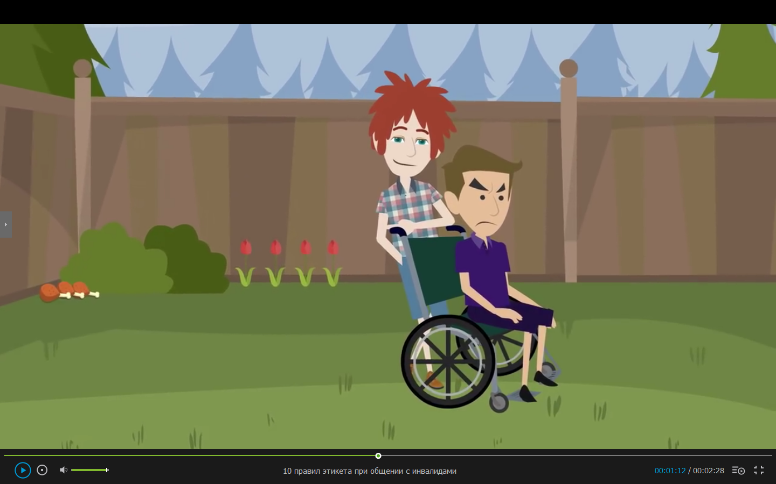 10 правил этикета при общении с инвалидами
00:01:12 / 00:02:28